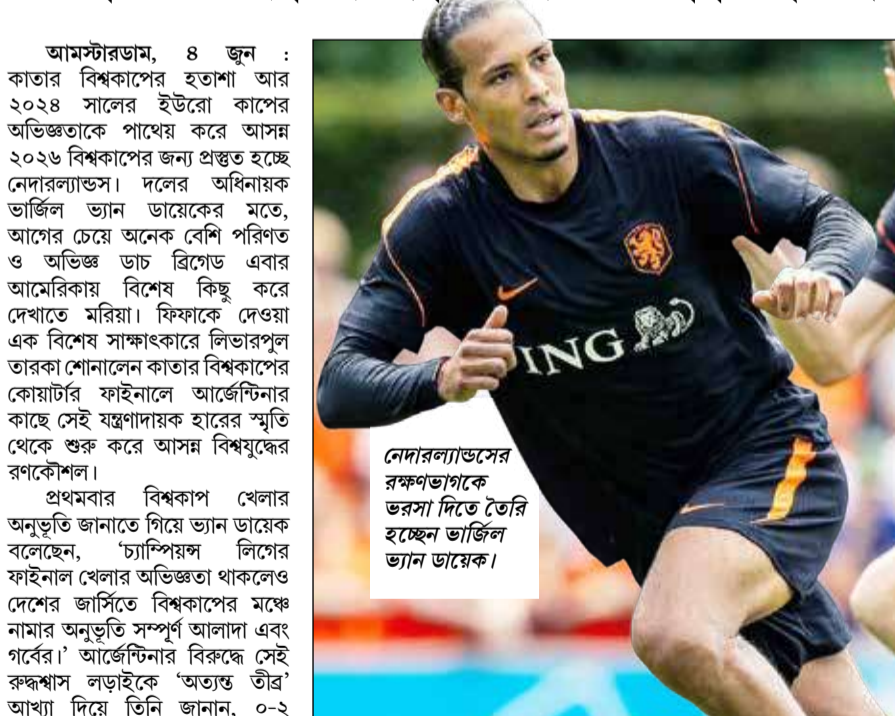 আমস্টারডাম, ৪ জুন :
কাতার বিশ্বকাপের হতাশা আর
২০২৪ সালের ইউরো কাপের
অভিজ্ঞতাকে পাথেয় করে আসন্ন
২০২৬ বিশ্বকাপের জন্য প্রস্তুত হচ্ছে
নেদারল্যান্ডস। দলের অধিনায়ক
ভার্জিল ভ্যান ডায়েকের মতে,
আগের চেয়ে অনেক বেশি পরিণত
ও অভিজ্ঞ ডাচ ব্রিগেড এবার
আমেরিকায় বিশেষ কিছু করে
দেখাতে মরিয়া। ফিফাকে দেওয়া
এক বিশেষ সাক্ষাৎকারে লিভারপুল
তারকা শোনালেন কাতার বিশ্বকাপের
কোয়ার্টার ফাইনালে আর্জেন্টিনার
কাছে সেই যন্ত্রণাদায়ক হারের স্মৃতি
থেকে শুরু করে আসন্ন বিশ্বযুদ্ধের
রণকৌশল।
প্রথমবার বিশ্বকাপ খেলার
অনুভূতি জানাতে গিয়ে ভ্যান ডায়েক
বলেছেন, ‘চ্যাম্পিয়ন্স লিগের
ফাইনাল খেলার অভিজ্ঞতা থাকলেও
দেশের জার্সিতে বিশ্বকাপের মঞ্চে
নামার অনুভূতি সম্পূর্ণ আলাদা এবং
গর্বের।’ আর্জেন্টিনার বিরুদ্ধে সেই
রুদ্ধশ্বাস লড়াইকে ‘অত্যন্ত তীব্র’
আখ্যা দিয়ে তিনি জানান, ০-২
ING
নেদারল্যান্ডসের
রক্ষণভাগকে
ভরসা দিতে তৈরি
হচ্ছেন ভার্জিল
ভ্যান ডায়েক।